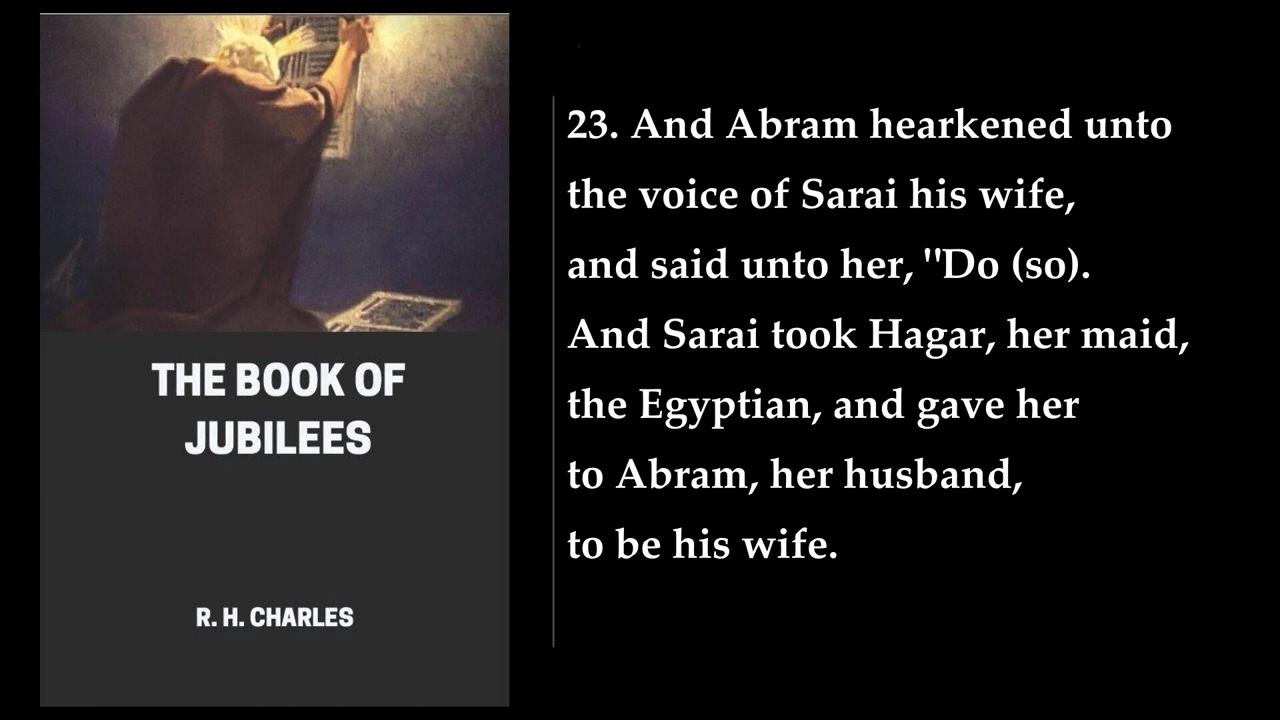 THE BOOK OF
JUBILEES
R. H. CHARLES
23. And Abram hearkened unto
the voice of Sarai his wife,
and said unto her, "Do (so).
And Sarai took Hagar, her maid,
the Egyptian, and gave her
to Abram, her husband,
to be his wife.